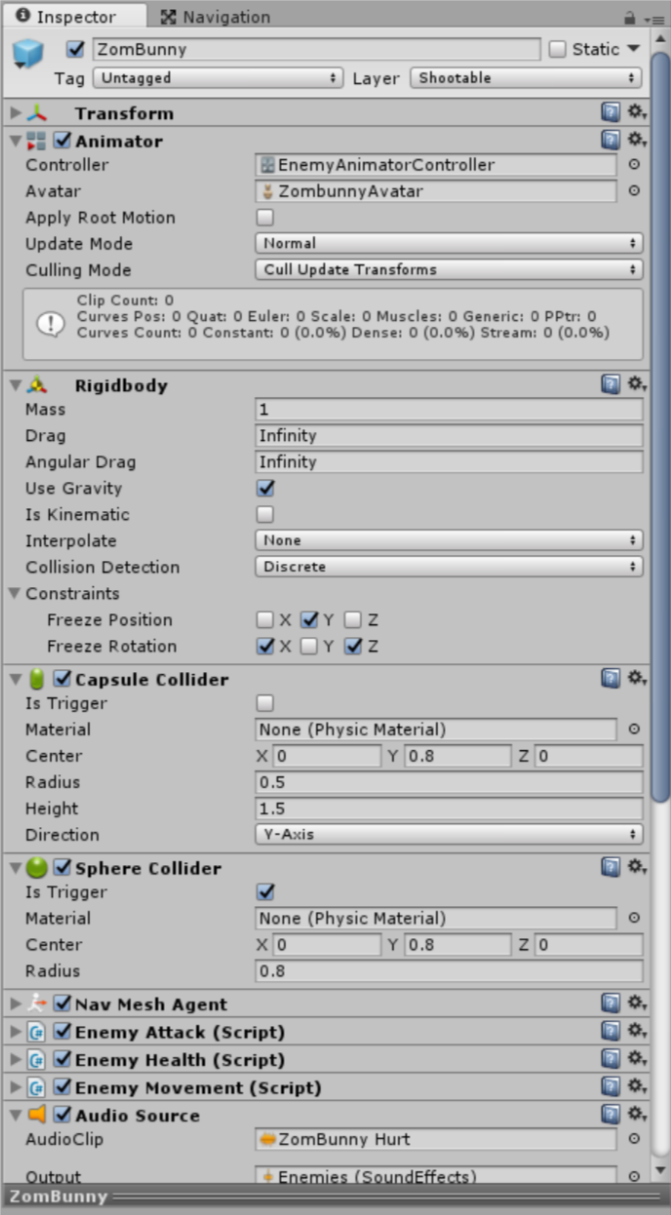 Inspector Navigation
ZomBunny Static
Tag Untagged Layer Shootable
Transform
Animator
Controller EnemyAnimatorController
Avatar ZombunnyAvatar
Apply Root Motion
Update Mode Normal
Culling Mode Cull Update Transforms
Clip Count: 0
Curves Pos: 0 Quat: 0 Euler: 0 Scale: 0 Muscles: 0 Generic: 0 PPtr: 0
Curves Count: 0 Constant: 0 (0.0%) Dense: 0 (0.0%) Stream: 0 (0.0%)
Rigidbody
Mass 1
Drag Infinity
Angular Drag Infinity
Use Gravity
Is Kinematic
Interpolate None
Collision Detection Discrete
Constraints
Freeze Position X Y Z
Freeze Rotation X Y Z
Capsule Collider
Is Trigger
Material None (Physic Material)
Center X 0 Y 0.8 Z 0
Radius 0.5
Height 1.5
Direction Y-Axis
Sphere Collider
Is Trigger
Material None (Physic Material)
Center X 0 Y 0.8 Z 0
Radius 0.8
Nav Mesh Agent
Enemy Attack (Script)
Enemy Health (Script)
Enemy Movement (Script)
Audio Source
AudioClip ZomBunny Hurt
Output Enemies (SoundEffects)
ZomBunny